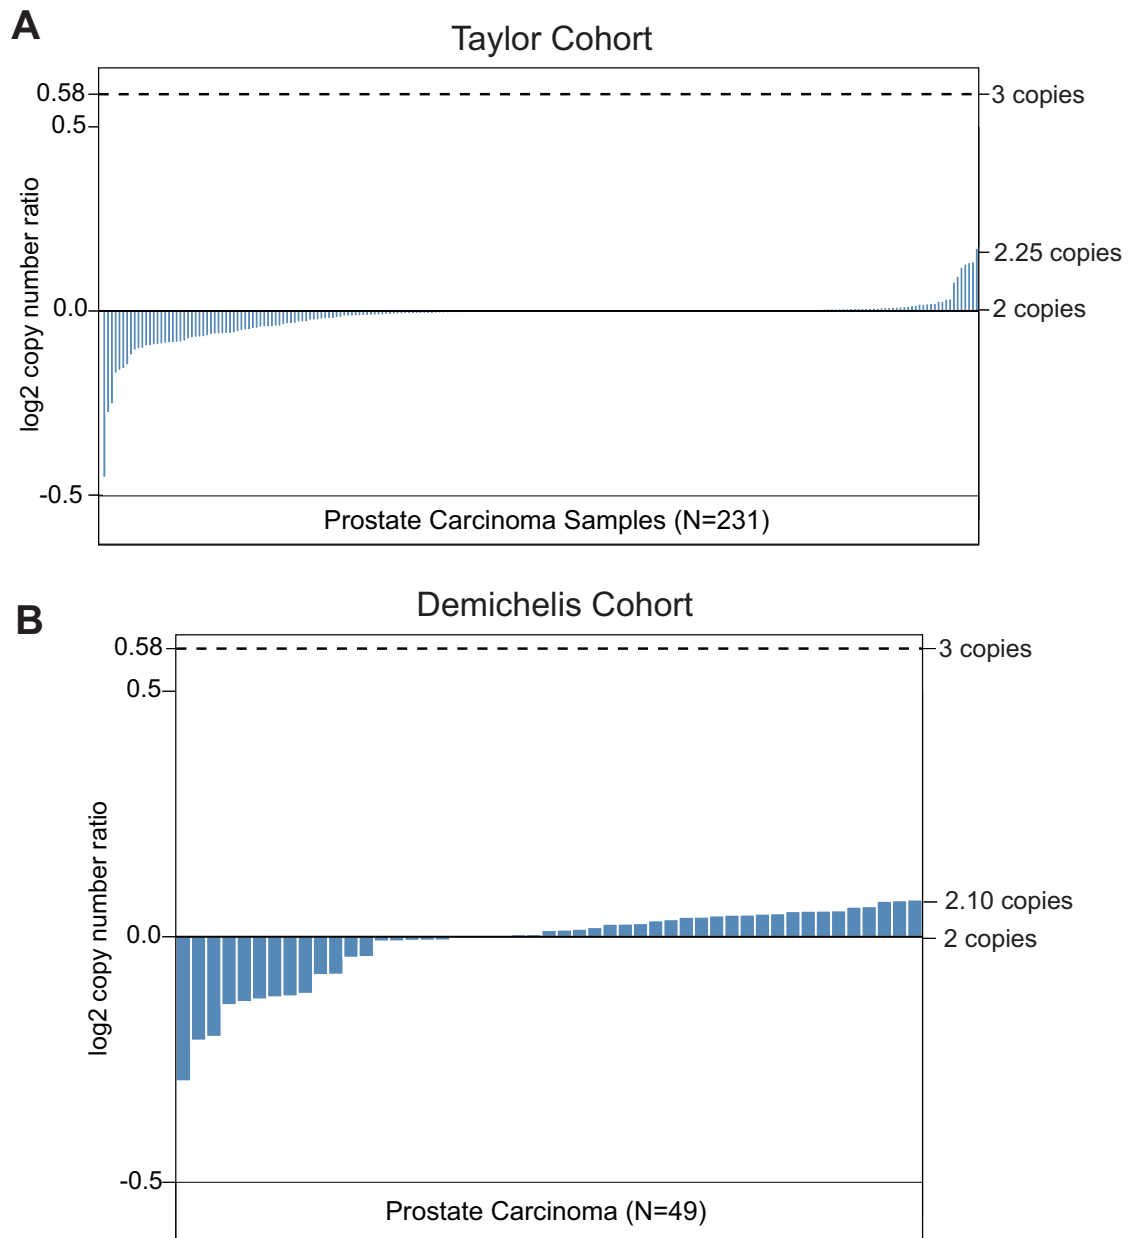 A
Taylor Cohort
0.58
3 copies
0.5
log2 copy number ratio
2.25 copies
0.0
2 copies
-0.5
Prostate Carcinoma Samples (N=231)
B
Demichelis Cohort
0.58
3 copies
0.5
log2 copy number ratio
2.10 copies
0.0
2 copies
-0.5
Prostate Carcinoma (N=49)